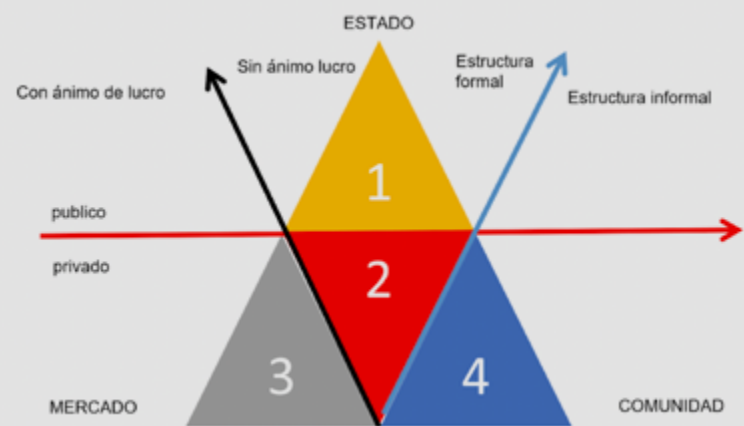 ESTADO
Sin ánimo lucro
Estructura
formal
Con ánimo de lucro
Estructura informal
1
publico
privado
2
3
4
MERCADO
COMUNIDAD